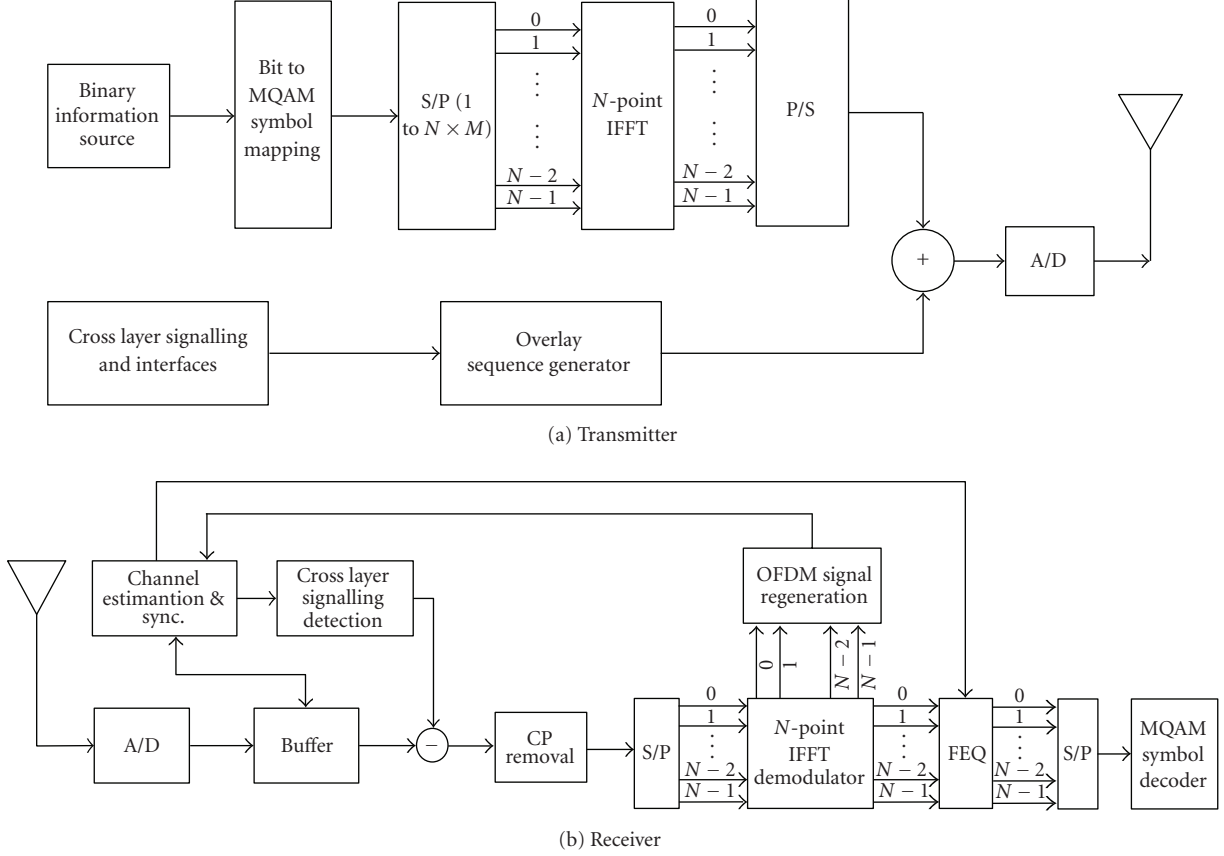 0
1
⋮
⋮
N − 2
N − 1
0
1
⋮
⋮
N − 2
N − 1
Binary
information
source
Bit to
MQAM
symbol
mapping
S/P (1
to N × M)
N-point
IFFT
P/S
+
A/D
Cross layer signalling
and interfaces
Overlay
sequence generator
(a) Transmitter
Channel
estimantion &
sync.
Cross layer
signalling
detection
OFDM signal
regeneration
0
1
N − 2
N − 1
A/D
Buffer
−
CP
removal
S/P
0
1
⋮
N − 2
N − 1
N-point
IFFT
demodulator
0
1
⋮
N − 2
N − 1
FEQ
0
1
⋮
N − 2
N − 1
S/P
MQAM
symbol
decoder
(b) Receiver